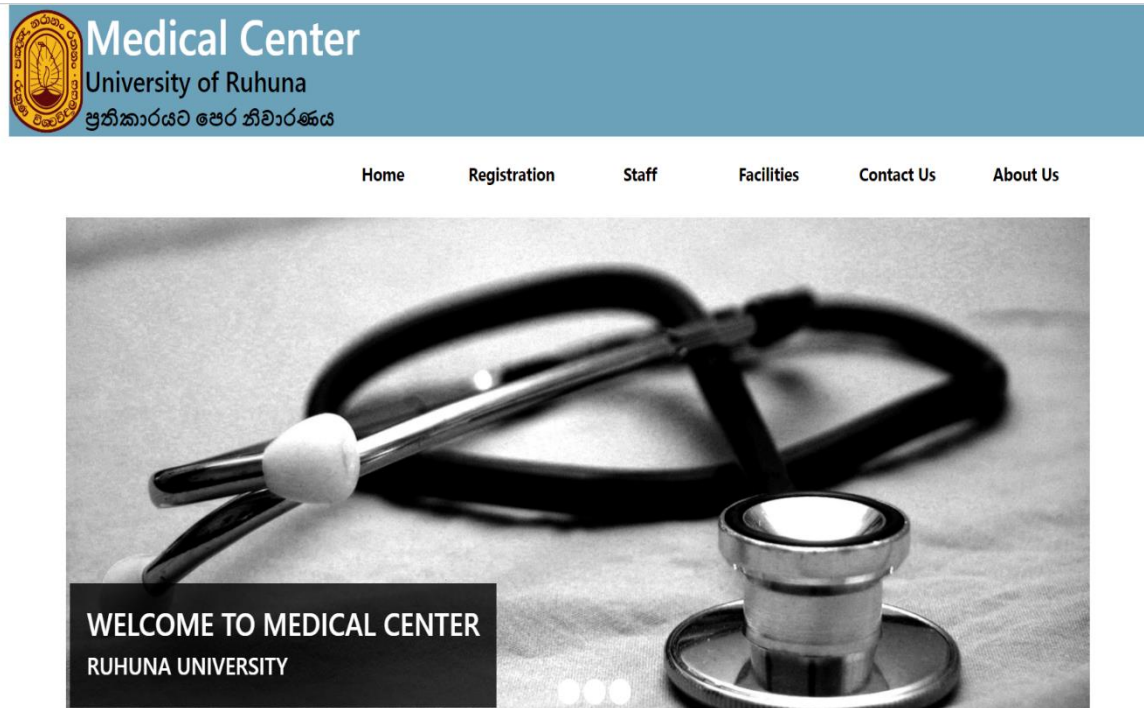 Medical Center
University of Ruhuna
ප්‍රතිකාරයට පෙර නිවාරණය
Home Registration Staff Facilities Contact Us About Us
WELCOME TO MEDICAL CENTER
RUHUNA UNIVERSITY